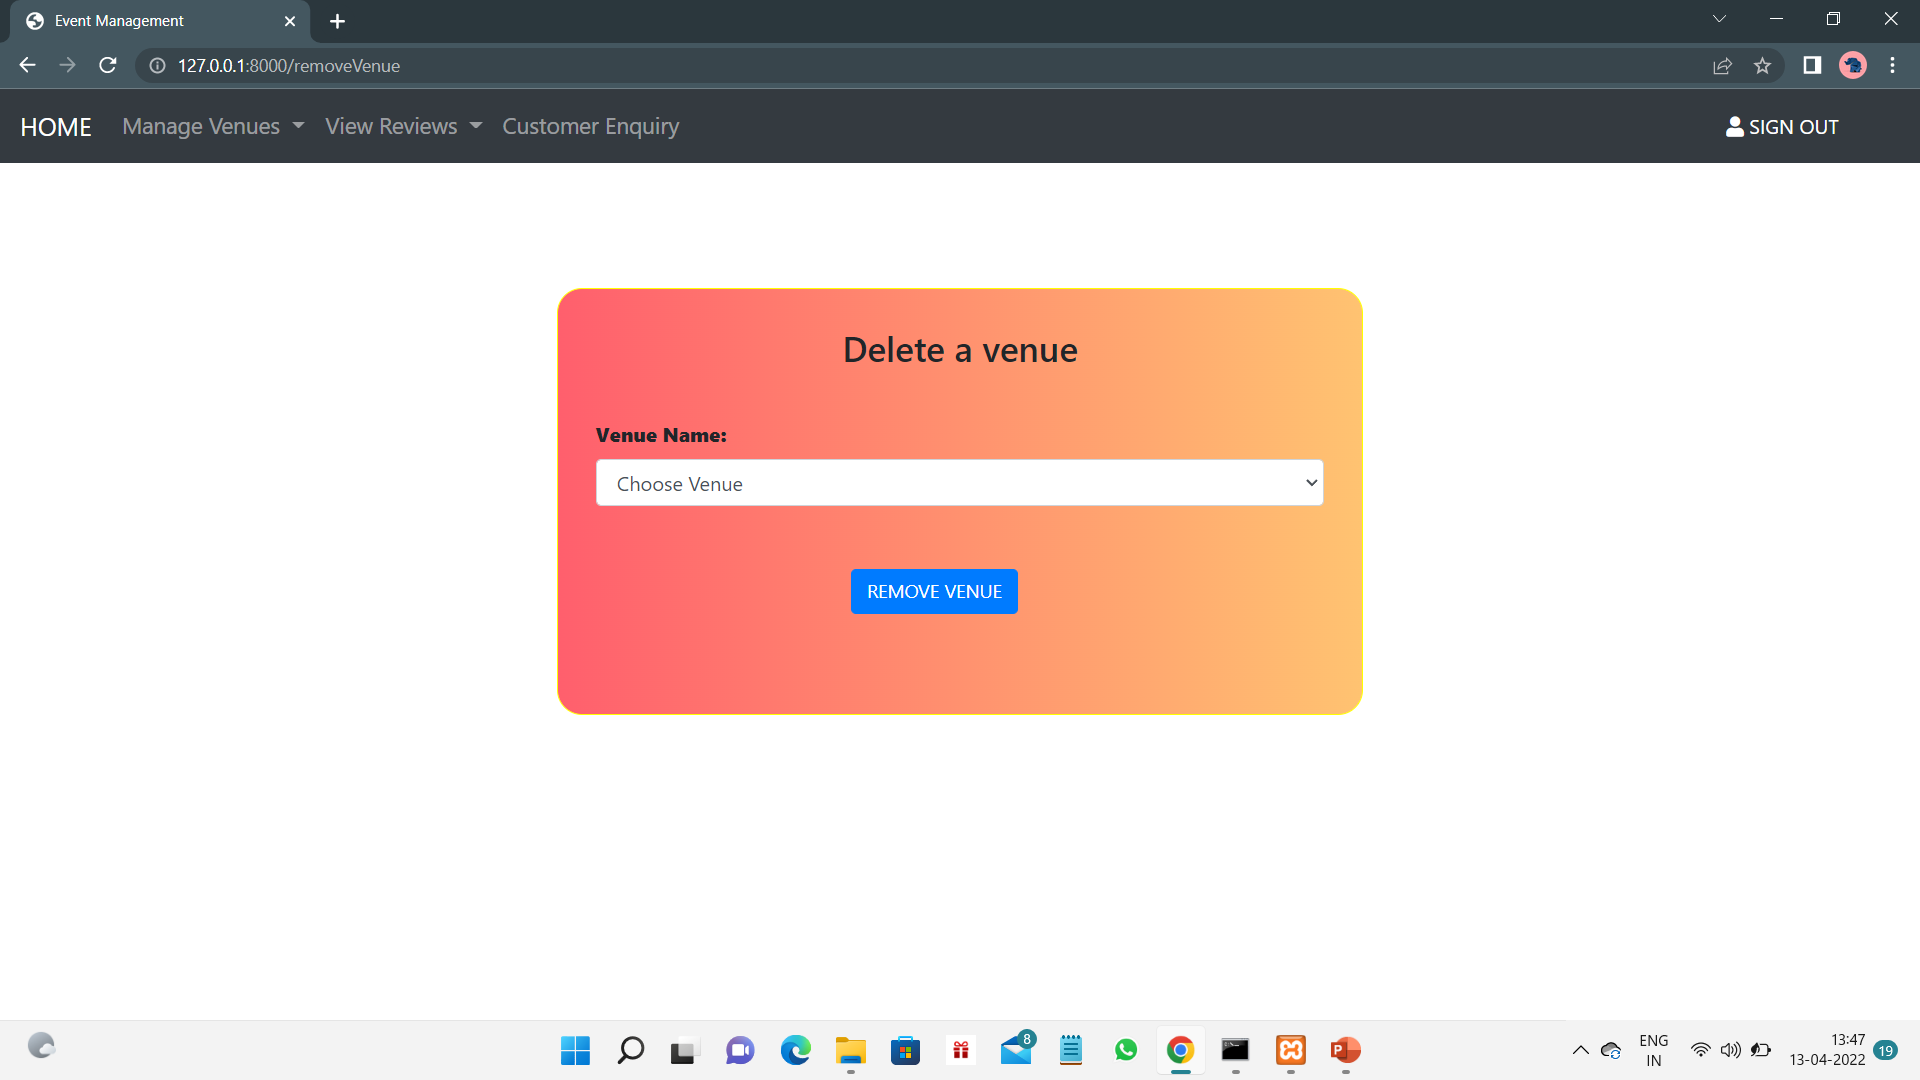 Event Management
127.0.0.1:8000/removeVenue
HOME Manage Venues View Reviews Customer Enquiry SIGN OUT
Delete a venue
Venue Name:
Choose Venue
REMOVE VENUE
8
P
ENG
IN
13:47
13-04-2022
19